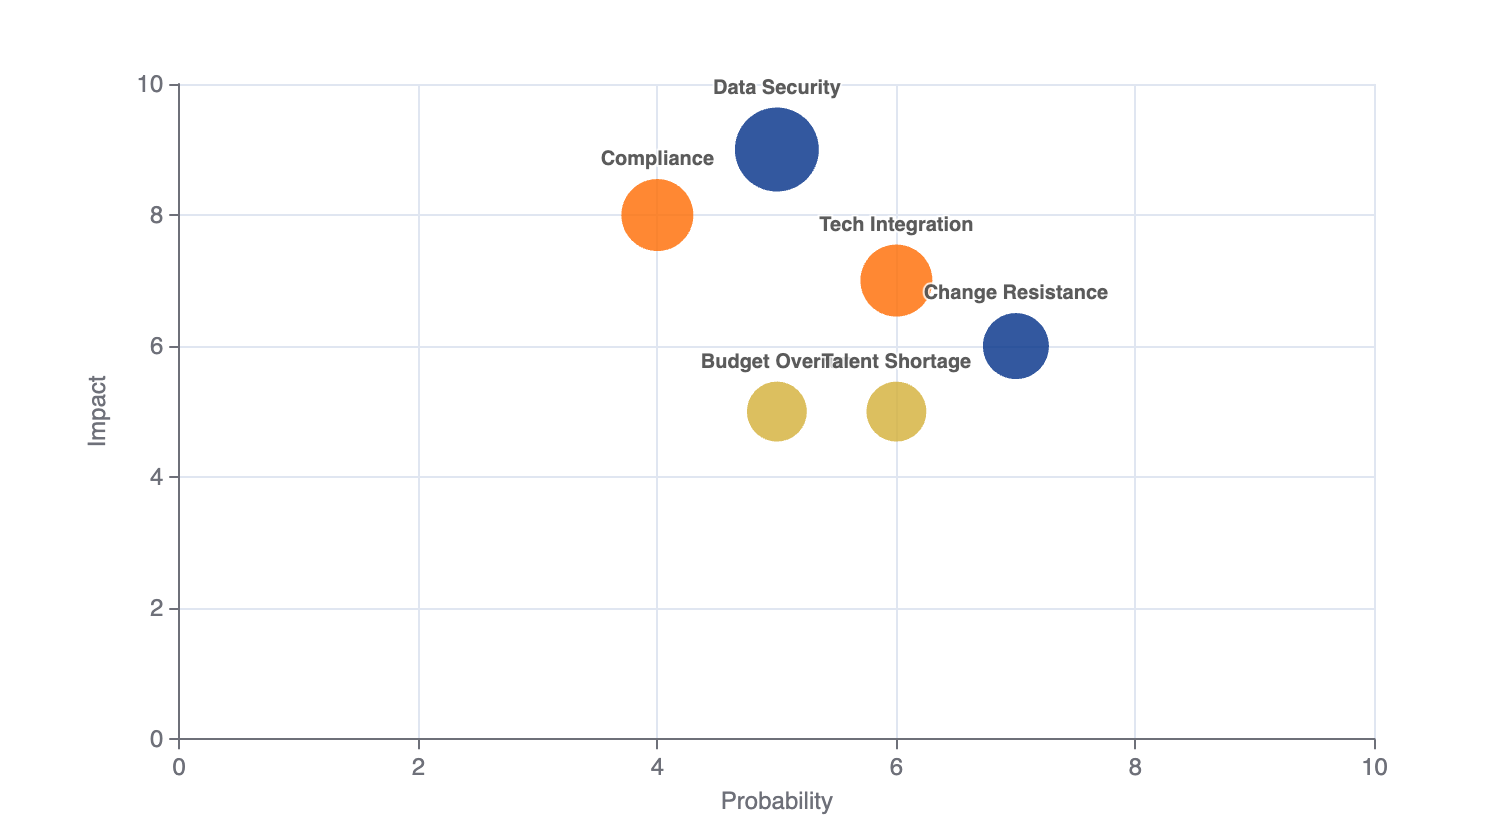 10
Data Security
Compliance
8
Tech Integration
Change Resistance
6
Budget
Talent Shortage
Impact
4
2
0
0 2 4 6 8 10
Probability